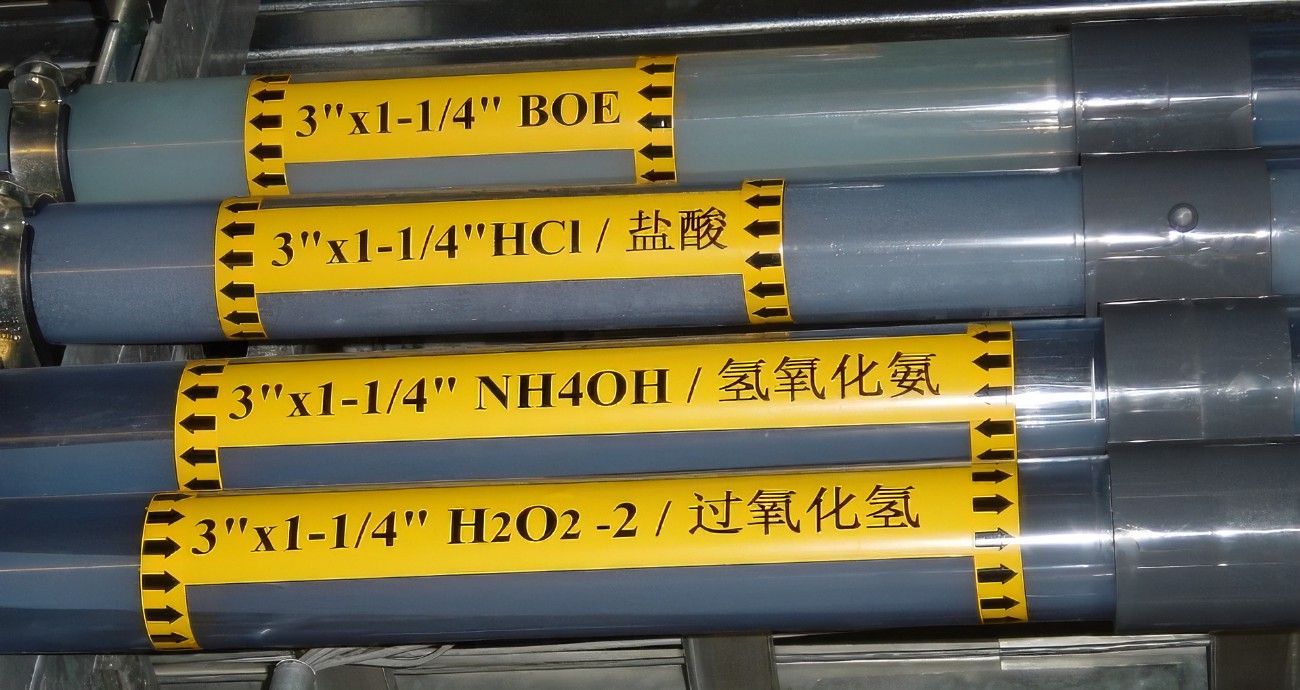 3"x1-1/4" BOE
3"x1-1/4"HCl / 盐酸
3"x1-1/4" NH4OH / 氢氧化氨
3"x1-1/4" H2O2 -2 / 过氧化氢